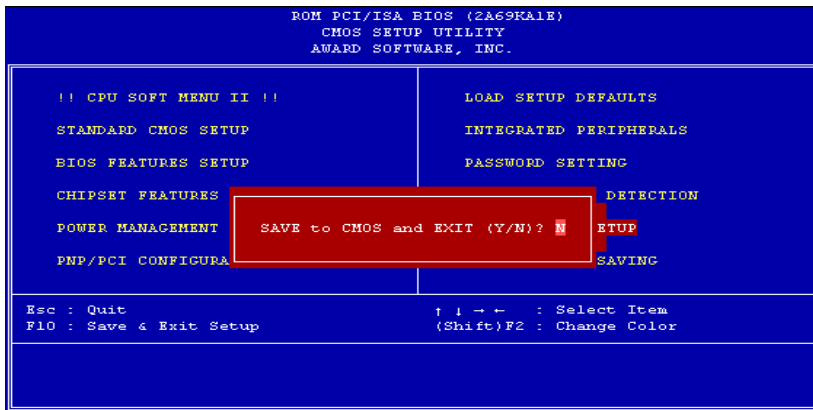 ROM PCI/ISA BIOS (2A69KA1E)
CMOS SETUP UTILITY
AWARD SOFTWARE, INC.
!! CPU SOFT MENU II !!
LOAD SETUP DEFAULTS
STANDARD CMOS SETUP
INTEGRATED PERIPHERALS
BIOS FEATURES SETUP
PASSWORD SETTING
CHIPSET FEATURES
DETECTION
POWER MANAGEMENT
SAVE to CMOS and EXIT (Y/N)? N
ETUP
PNP/PCI CONFIGURA
SAVING
Esc : Quit
↑ ↓ → ← : Select Item
F10 : Save & Exit Setup
(Shift)F2 : Change Color